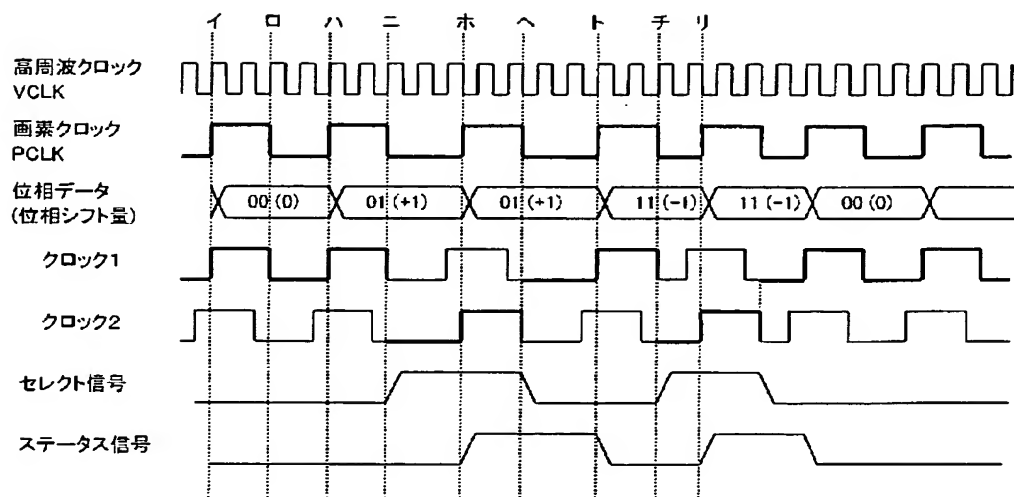 イ ロ ハ ニ ホ ヘ ト チ リ
高周波クロック
VCLK
画素クロック
PCLK
位相データ
(位相シフト量)
00 (0) 01 (+1) 01 (+1) 11 (-1) 11 (-1) 00 (0)
クロック1
クロック2
セレクト信号
ステータス信号